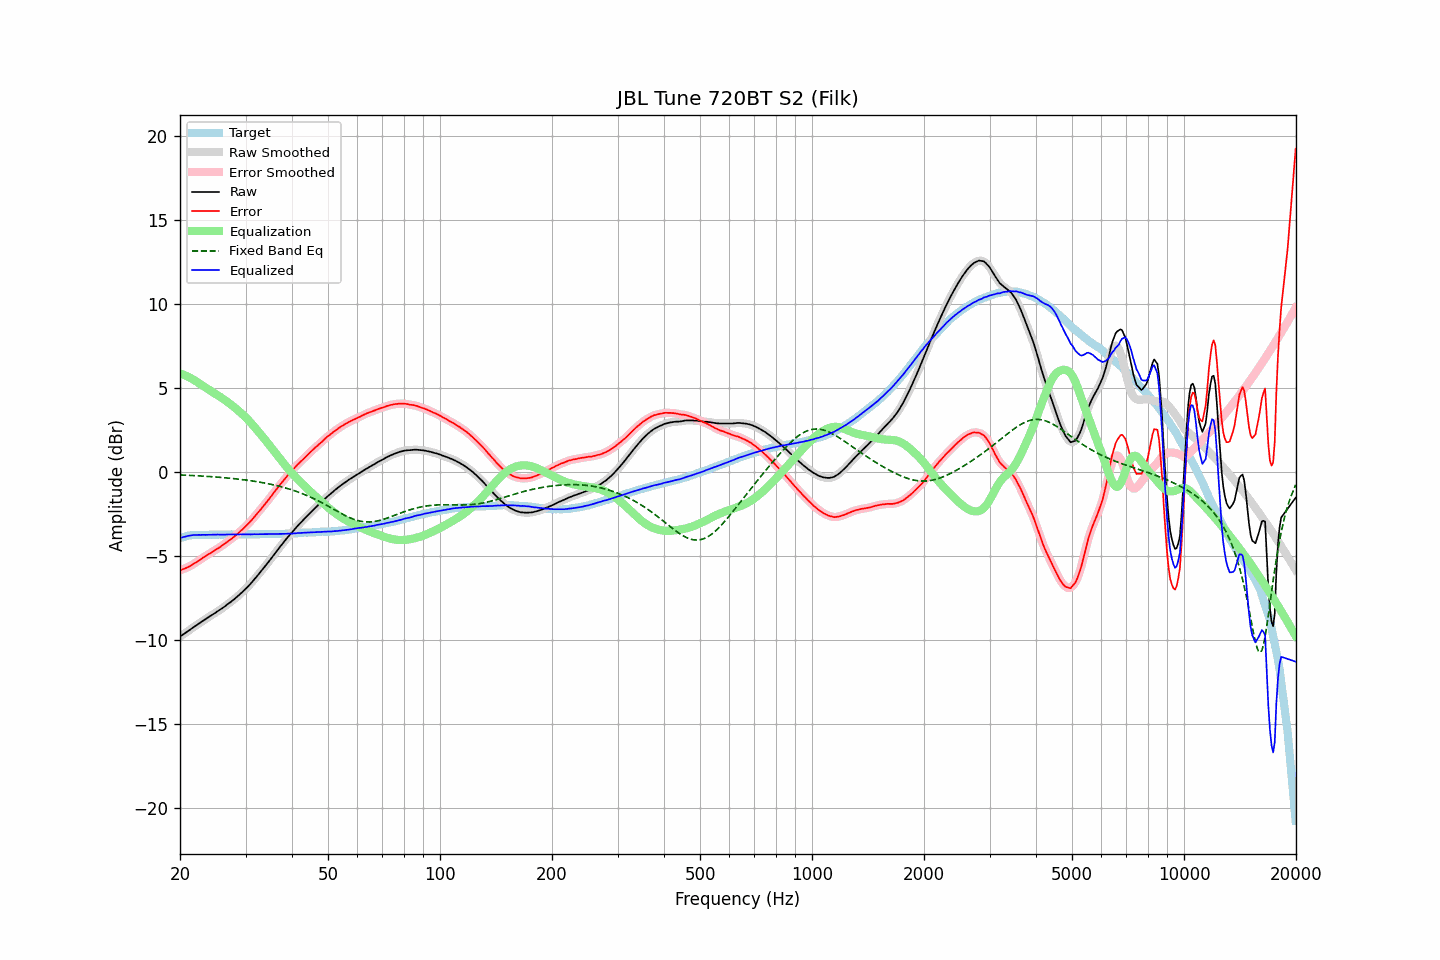 JBL Tune 720BT S2 (Filk)
Target
Raw Smoothed
Error Smoothed
Raw
Error
Equalization
Fixed Band Eq
Equalized
20
15
10
5
0
−5
−10
−15
−20
Amplitude (dBr)
20
50
100
200
500
1000
2000
5000
10000
20000
Frequency (Hz)